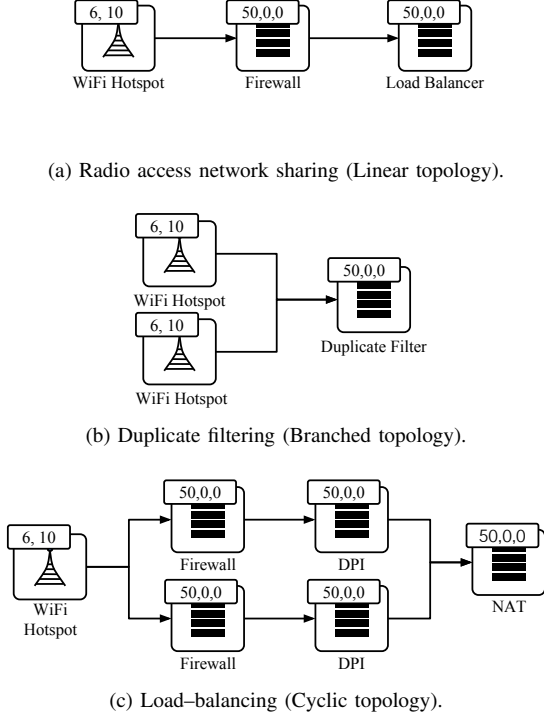 6, 10
50,0,0
50,0,0
WiFi Hotspot
Firewall
Load Balancer
(a) Radio access network sharing (Linear topology).
6, 10
WiFi Hotspot
50,0,0
6, 10
Duplicate Filter
WiFi Hotspot
(b) Duplicate filtering (Branched topology).
50,0,0
50,0,0
6, 10
50,0,0
Firewall
DPI
50,0,0
50,0,0
WiFi
Hotspot
NAT
Firewall
DPI
(c) Load–balancing (Cyclic topology).